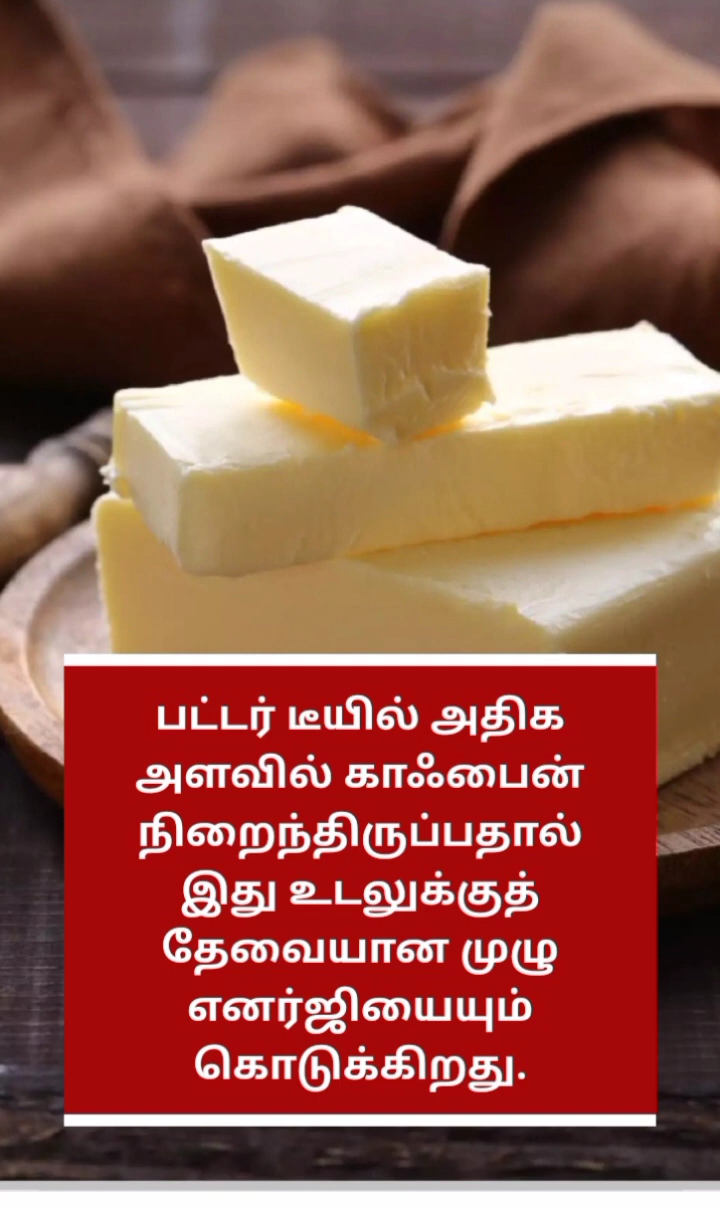 பட்டர் டீயில் அதிக
அளவில் காஃபைன்
நிறைந்திருப்பதால்
இது உடலுக்குத்
தேவையான முழு
எனர்ஜியையும்
கொடுக்கிறது.